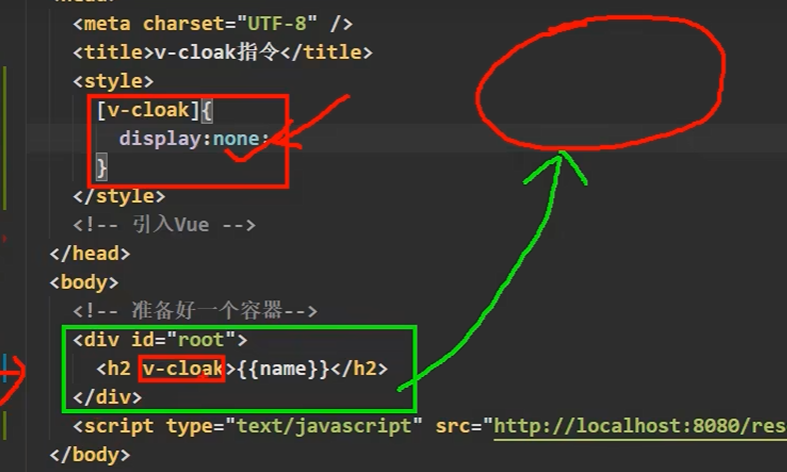 <meta charset="UTF-8" />
<title>v-cloak指令</title>
<style>
[v-cloak]{
display:none;
}
</style>
<!-- 引入Vue -->
</head>
<body>
<!-- 准备好一个容器-->
<div id="root">
<h2 v-cloak>{{name}}</h2>
</div>
<script type="text/javascript" src="http://localhost:8080/res
</body>